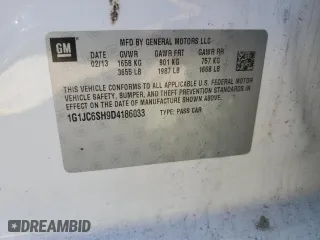 GM
MFD BY GENERAL MOTORS LLC
DATE GVWR GAWR FRT GAWR RR
02/13 1658 KG 901 KG 757 KG
3655 LB 1987 LB 1668 LB
THIS VEHICLE CONFORMS TO ALL APPLICABLE U.S. FEDERAL MOTOR
VEHICLE SAFETY, BUMPER, AND THEFT PREVENTION STANDARDS IN EFFECT
ON THE DATE OF MANUFACTURE SHOWN ABOVE.
1G1JC6SH9D4186033 TYPE: PASS CAR
DREAMBID